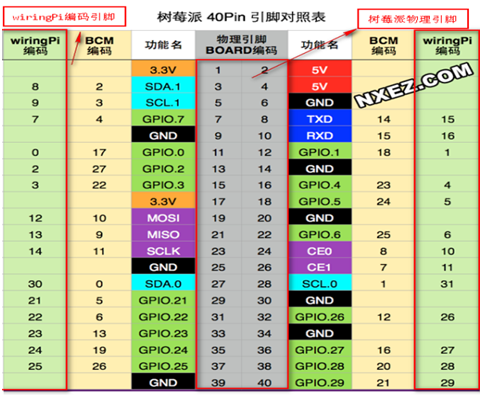 wiringPi编码引脚
树莓派 40Pin 引脚对照表
树莓派物理引脚
wiringPi 编码 BCM 编码 功能名 物理引脚 BOARD编码 功能名 BCM 编码 wiringPi 编码
3.3V 1 2 5V
8 2 SDA.1 3 4 5V
9 3 SCL.1 5 6 GND
7 4 GPIO.7 7 8 TXD 14 15
GND 9 10 RXD 15 16
0 17 GPIO.0 11 12 GPIO.1 18 1
2 27 GPIO.2 13 14 GND
3 22 GPIO.3 15 16 GPIO.4 23 4
3.3V 17 18 GPIO.5 24 5
12 10 MOSI 19 20 GND
13 9 MISO 21 22 GPIO.6 25 6
14 11 SCLK 23 24 CE0 8 10
GND 25 26 CE1 7 11
30 0 SDA.0 27 28 SCL.0 1 31
21 5 GPIO.21 29 30 GND
22 6 GPIO.22 31 32 GPIO.26 12 26
23 13 GPIO.23 33 34 GND
24 19 GPIO.24 35 36 GPIO.27 16 27
25 26 GPIO.25 37 38 GPIO.28 20 28
GND 39 40 GPIO.29 21 29
NXEZ.COM